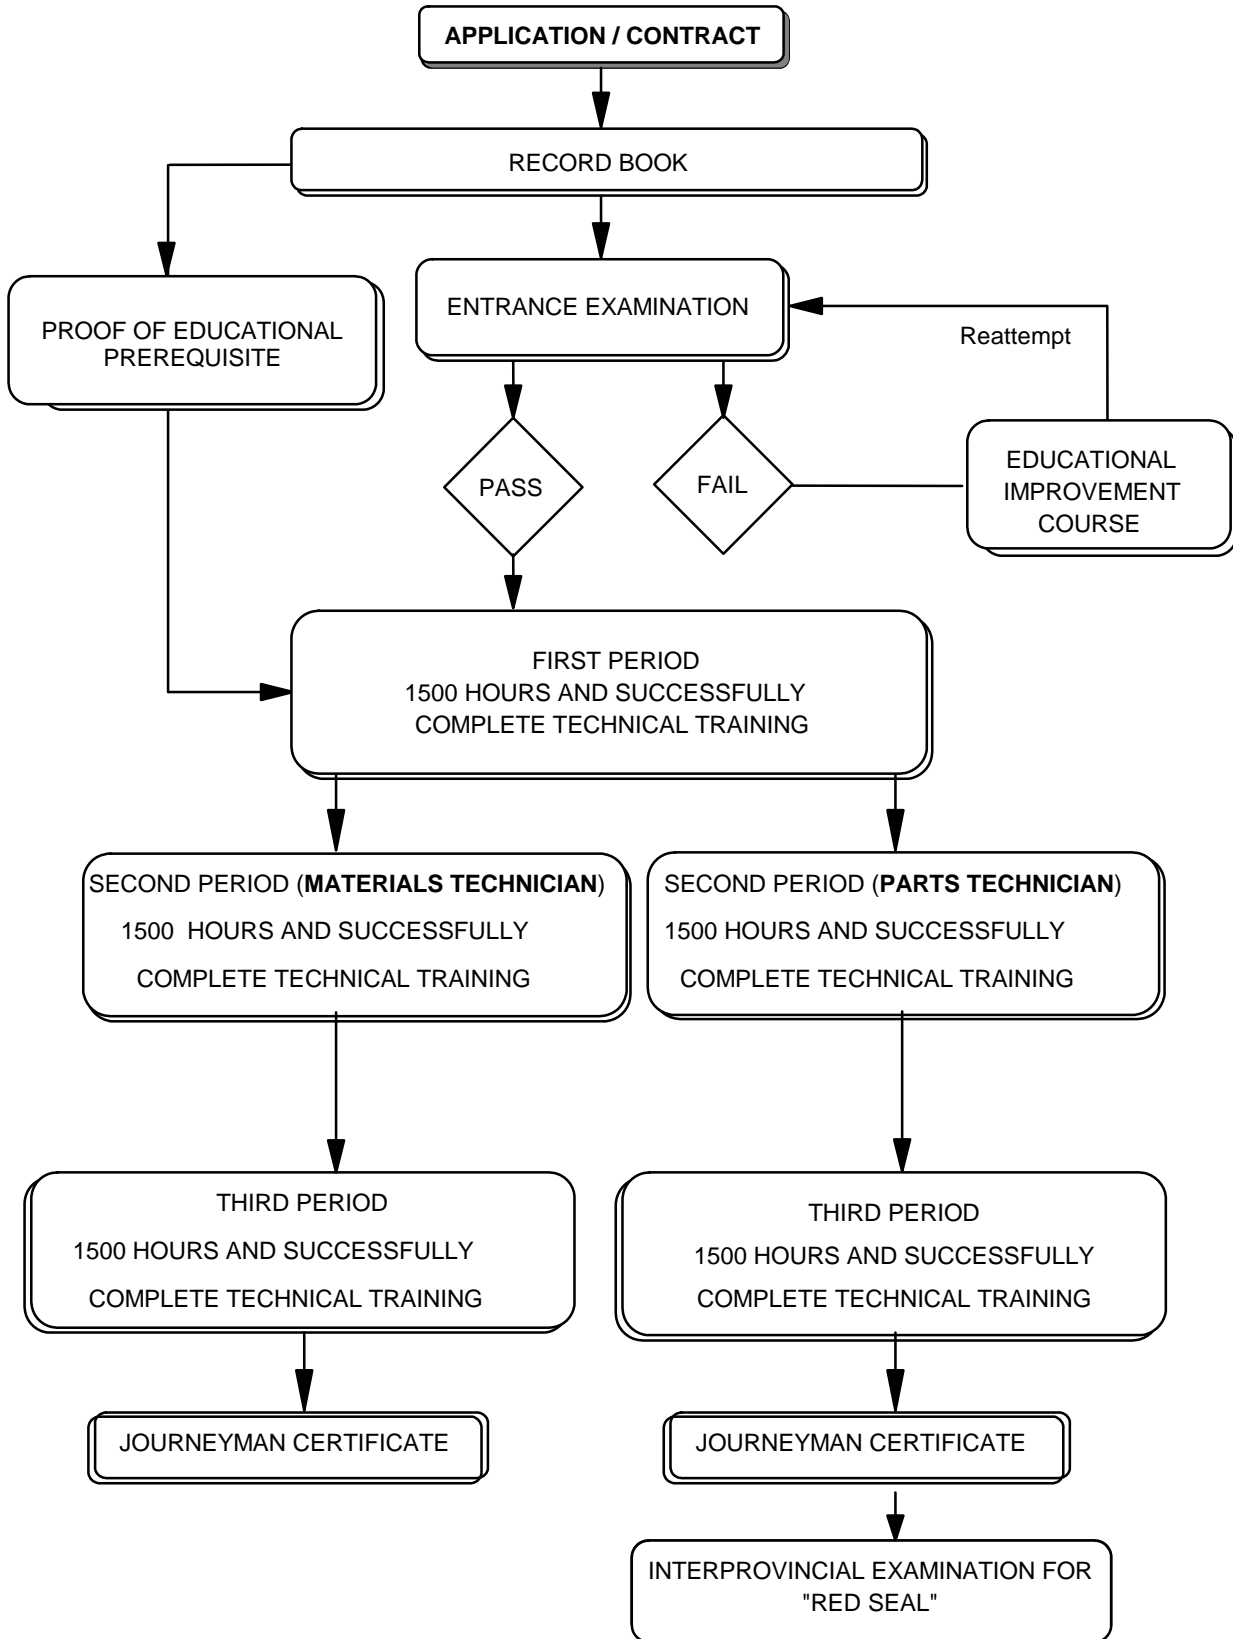 APPLICATION / CONTRACT
RECORD BOOK
PROOF OF EDUCATIONAL
PREREQUISITE
ENTRANCE EXAMINATION
Reattempt
PASS
FAIL
EDUCATIONAL
IMPROVEMENT
COURSE
FIRST PERIOD
1500 HOURS AND SUCCESSFULLY
COMPLETE TECHNICAL TRAINING
SECOND PERIOD (MATERIALS TECHNICIAN)
1500 HOURS AND SUCCESSFULLY
COMPLETE TECHNICAL TRAINING
SECOND PERIOD (PARTS TECHNICIAN)
1500 HOURS AND SUCCESSFULLY
COMPLETE TECHNICAL TRAINING
THIRD PERIOD
1500 HOURS AND SUCCESSFULLY
COMPLETE TECHNICAL TRAINING
THIRD PERIOD
1500 HOURS AND SUCCESSFULLY
COMPLETE TECHNICAL TRAINING
JOURNEYMAN CERTIFICATE
JOURNEYMAN CERTIFICATE
INTERPROVINCIAL EXAMINATION FOR
"RED SEAL"